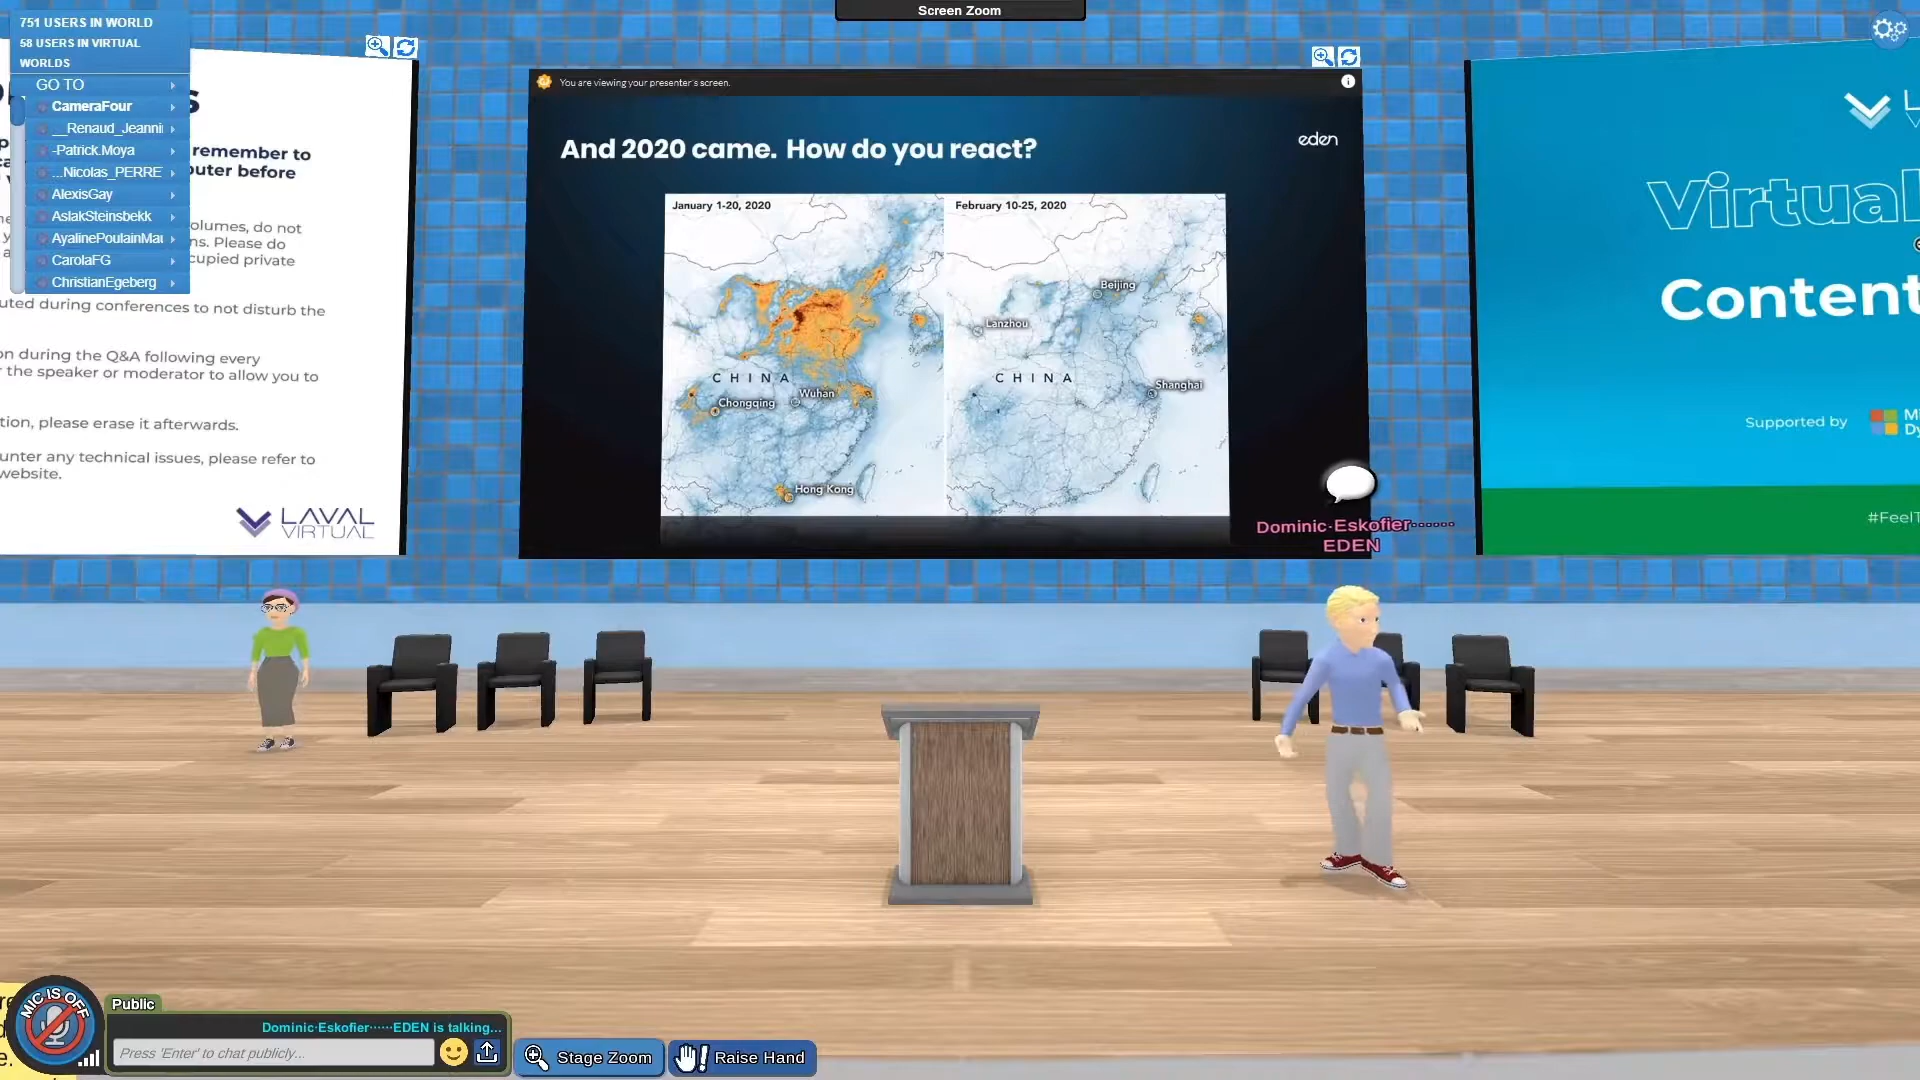 Screen Zoom
751 USERS IN WORLD
58 USERS IN VIRTUAL
WORLDS
GO TO
CameraFour
__Renaud_Jeanni
-Patrick.Moya
...Nicolas_PERRE
AlexisGay
AslakSteinsbekk
AyalinePoulainMau
CarolaFG
ChristianEgeberg
remember to
before
olumes, do not
ns. Please do
cupied private
uted during conferences to not disturb the
on during the Q&A following every
the speaker or moderator to allow you to
tion, please erase it afterwards.
unter any technical issues, please refer to
website.
LAVAL
VIRTUAL
You are viewing your presenter's screen.
And 2020 came. How do you react?
eden
January 1-20, 2020
February 10-25, 2020
Beijing
Lanzhou
CHINA
CHINA
Wuhan
Chongqing
Shanghai
Hong Kong
Virtual
Content
Supported by
#FeelT
Dominic·Eskofier······
EDEN
MIC IS OFF
Public
Dominic·Eskofier······EDEN is talking...
Press 'Enter' to chat publicly...
Stage Zoom
Raise Hand